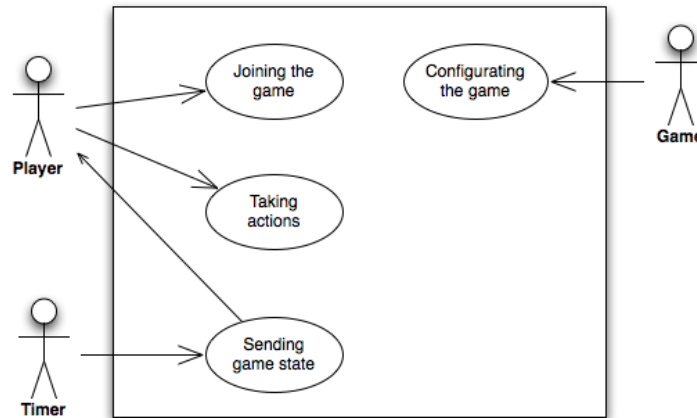 Joining the
game
Configurating
the game
Player
Game
Taking
actions
Sending
game state
Timer